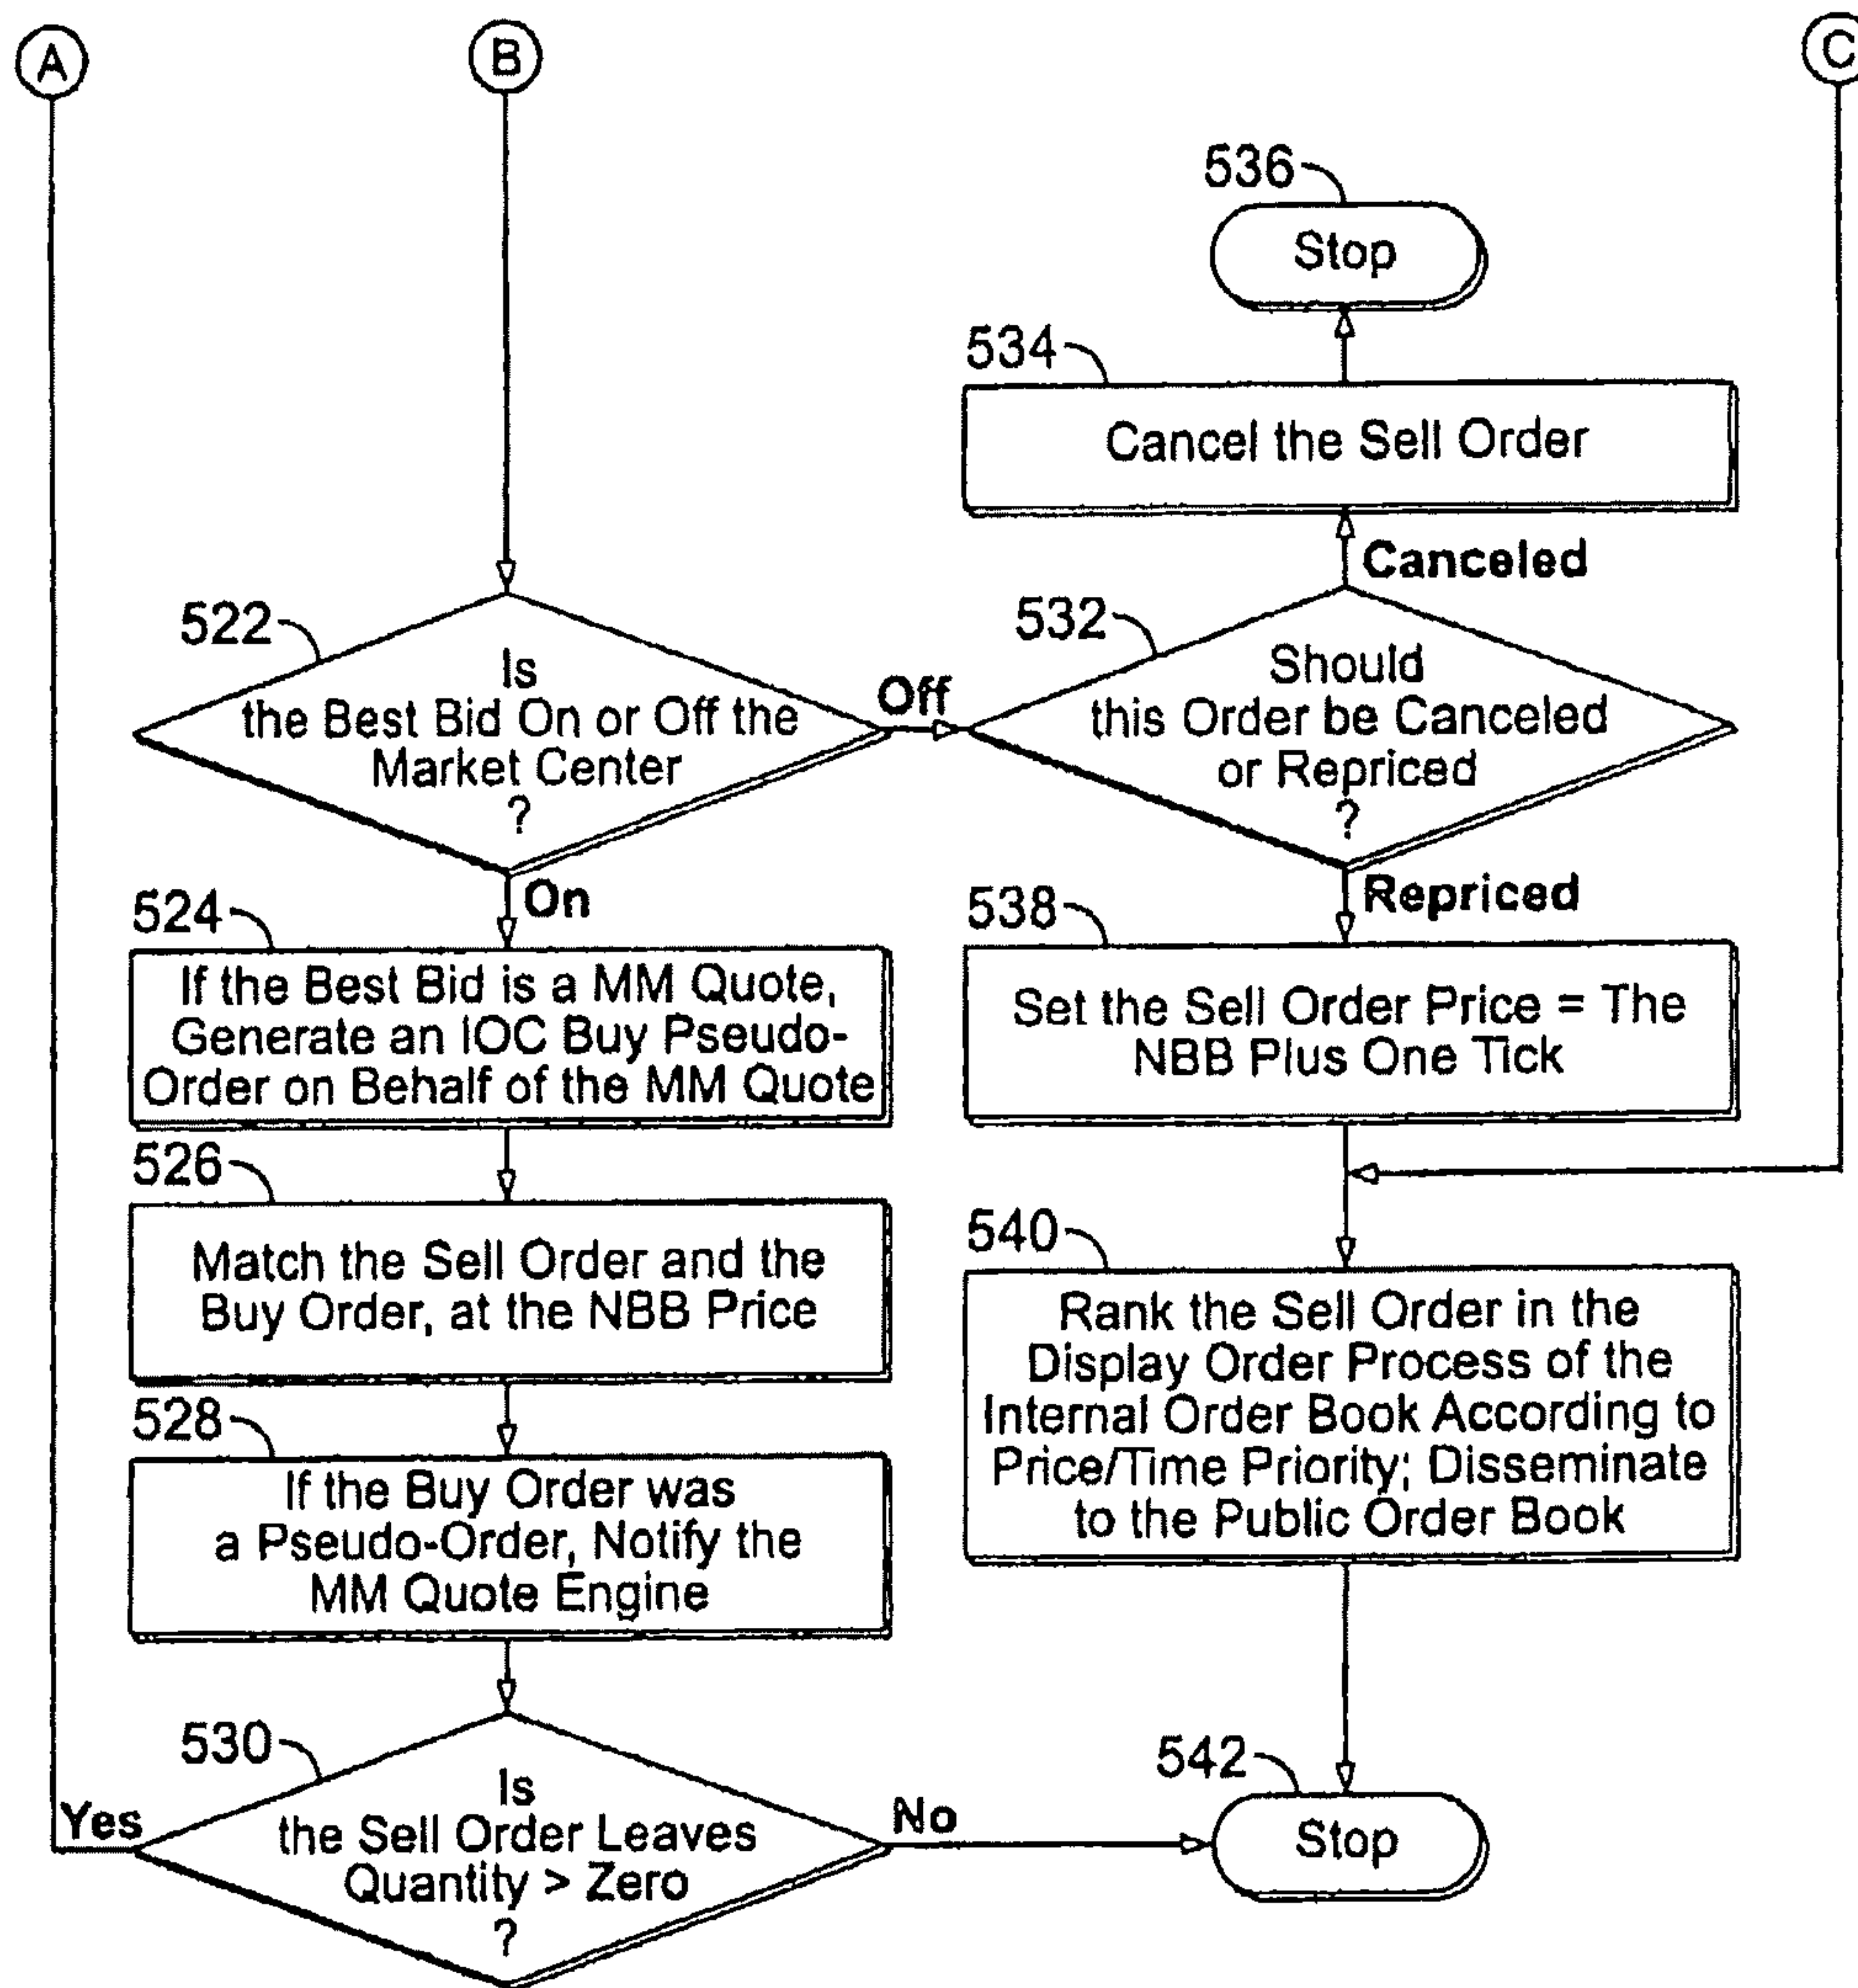 A
B
C
536
Stop
534
Cancel the Sell Order
Canceled
522
Is
the Best Bid On or Off the
Market Center
?
Off
532
Should
this Order be Canceled
or Repriced
?
On
Repriced
524
If the Best Bid is a MM Quote,
Generate an IOC Buy Pseudo-
Order on Behalf of the MM Quote
538
Set the Sell Order Price = The
NBB Plus One Tick
526
Match the Sell Order and the
Buy Order, at the NBB Price
540
Rank the Sell Order in the
Display Order Process of the
Internal Order Book According to
Price/Time Priority; Disseminate
to the Public Order Book
528
If the Buy Order was
a Pseudo-Order, Notify the
MM Quote Engine
530
Is
the Sell Order Leaves
Quantity > Zero
?
Yes
No
542
Stop